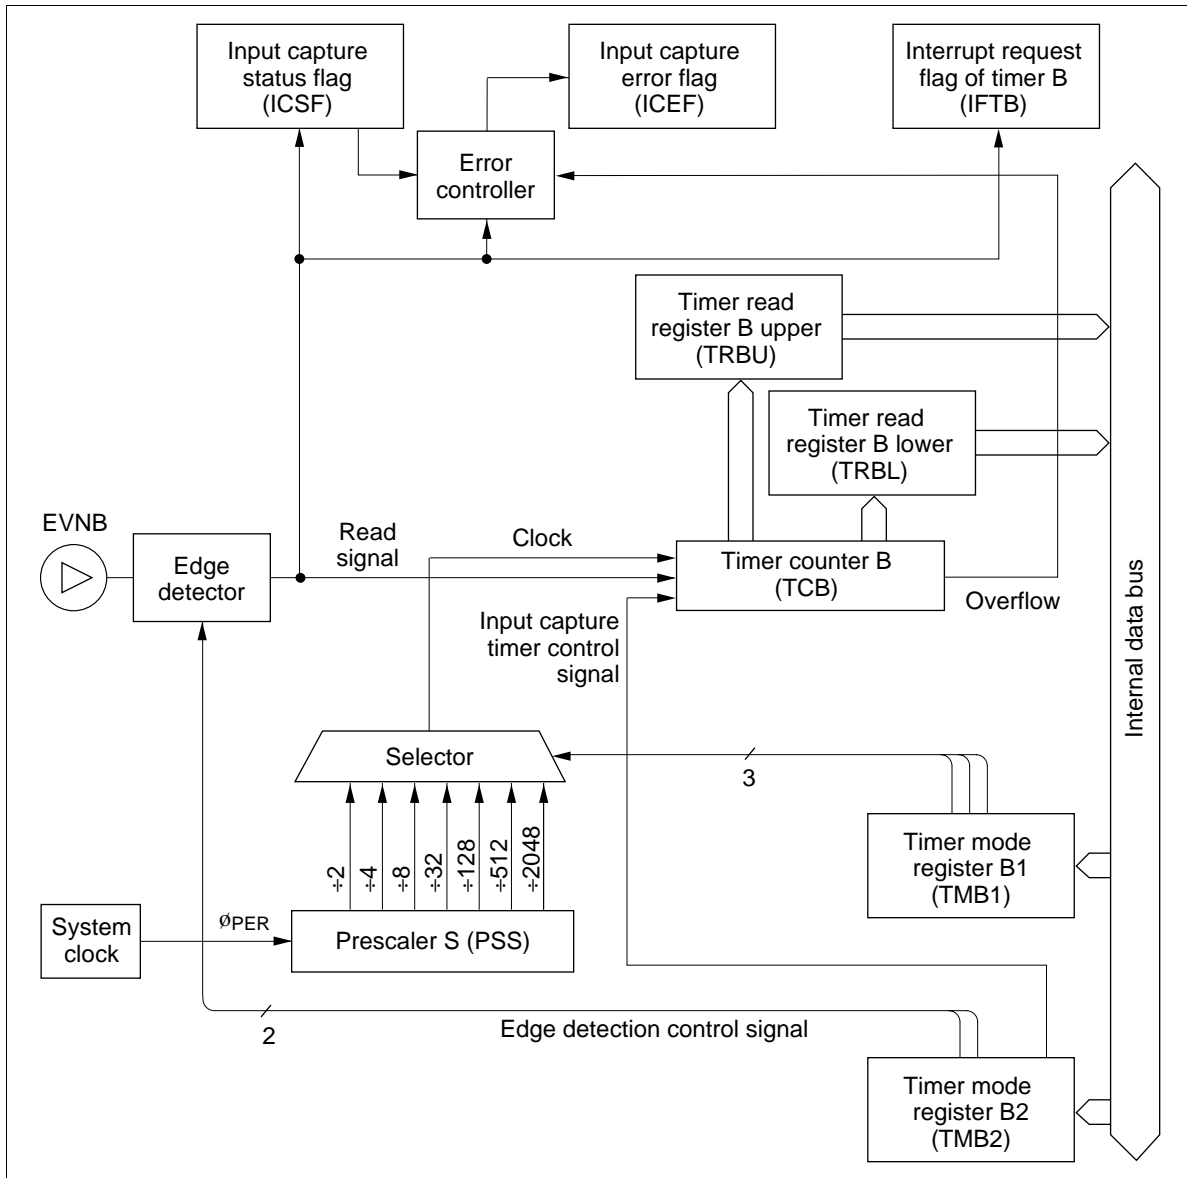 Input capture
status flag
(ICSF)
Input capture
error flag
(ICEF)
Interrupt request
flag of timer B
(IFTB)
Error
controller
Timer read
register B upper
(TRBU)
Timer read
register B lower
(TRBL)
EVNB
Edge
detector
Read
signal
Clock
Timer counter B
(TCB)
Overflow
Input capture
timer control
signal
Internal data bus
Selector
3
÷2
÷4
÷8
÷32
÷128
÷512
÷2048
Timer mode
register B1
(TMB1)
System
clock
øPER
Prescaler S (PSS)
2
Edge detection control signal
Timer mode
register B2
(TMB2)